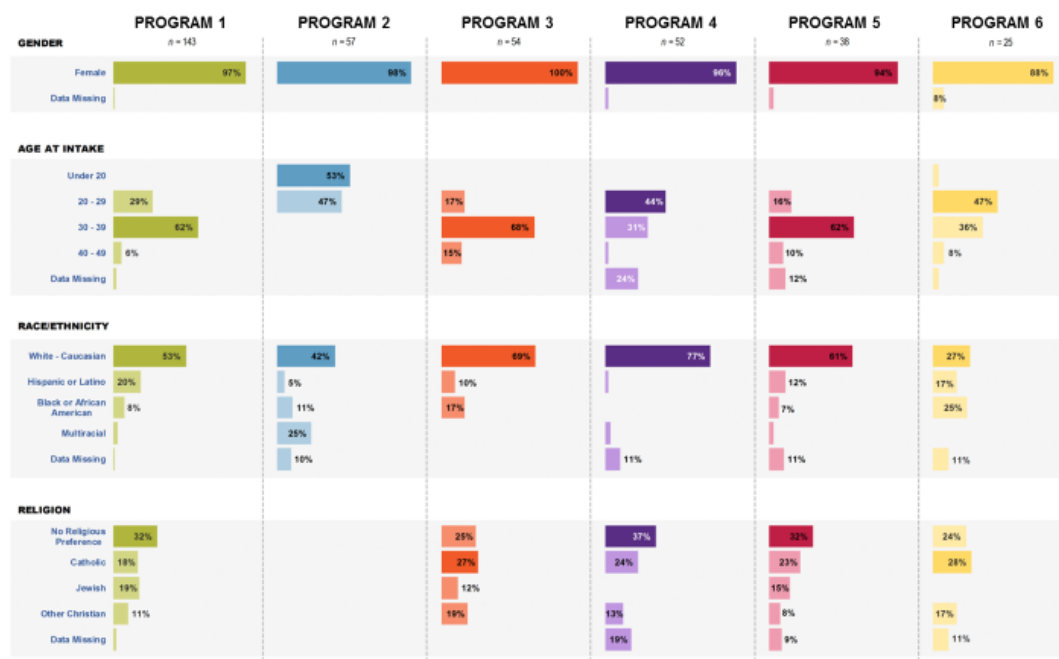 PROGRAM 1 PROGRAM 2 PROGRAM 3 PROGRAM 4 PROGRAM 5 PROGRAM 6
GENDER n = 143 n = 57 n = 54 n = 52 n = 38 n = 25
Female 97% 98% 100% 96% 94% 88%
Data Missing 8%
AGE AT INTAKE
Under 20 53%
20 - 29 29% 47% 17% 44% 16% 47%
30 - 39 62% 68% 31% 62% 36%
40 - 49 6% 15% 10% 8%
Data Missing 24% 12%
RACE/ETHNICITY
White - Caucasian 53% 42% 69% 77% 61% 27%
Hispanic or Latino 20% 5% 10% 12% 17%
Black or African
American 8% 11% 17% 7% 25%
Multiracial 25%
Data Missing 10% 11% 11% 11%
RELIGION
No Religious
Preference 32% 25% 37% 32% 24%
Catholic 18% 27% 24% 23% 28%
Jewish 19% 12% 15%
Other Christian 11% 19% 13% 8% 17%
Data Missing 19% 9% 11%